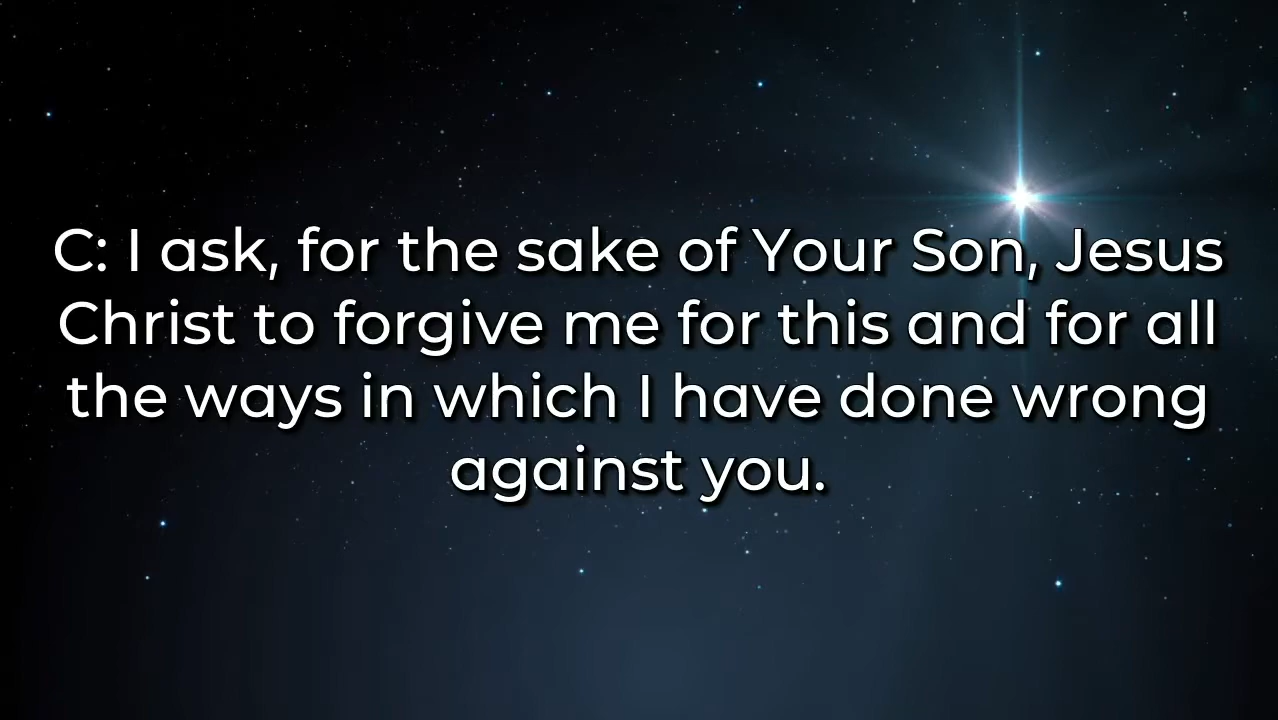 C: I ask, for the sake of Your Son, Jesus
Christ to forgive me for this and for all
the ways in which I have done wrong
against you.